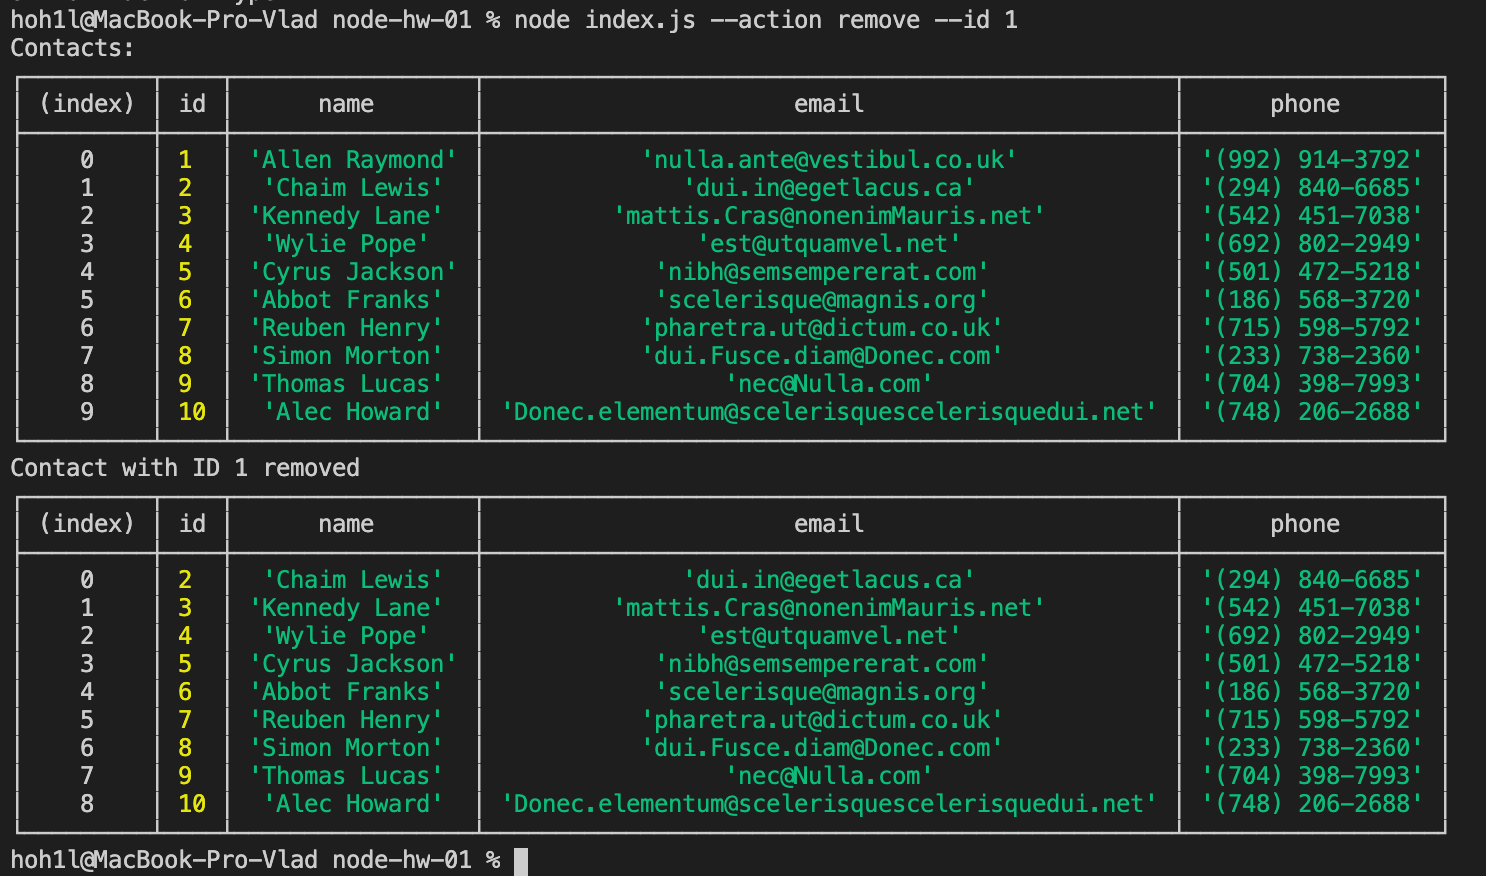 hoh1l@MacBook-Pro-Vlad node-hw-01 % node index.js --action remove --id 1
Contacts:
(index) id name email phone
0 1 'Allen Raymond' 'nulla.ante@vestibul.co.uk' '(992) 914-3792'
1 2 'Chaim Lewis' 'dui.in@egetlacus.ca' '(294) 840-6685'
2 3 'Kennedy Lane' 'mattis.Cras@nonenimMauris.net' '(542) 451-7038'
3 4 'Wylie Pope' 'est@utquamvel.net' '(692) 802-2949'
4 5 'Cyrus Jackson' 'nibh@semsempererat.com' '(501) 472-5218'
5 6 'Abbot Franks' 'scelerisque@magnis.org' '(186) 568-3720'
6 7 'Reuben Henry' 'pharetra.ut@dictum.co.uk' '(715) 598-5792'
7 8 'Simon Morton' 'dui.Fusce.diam@Donec.com' '(233) 738-2360'
8 9 'Thomas Lucas' 'nec@Nulla.com' '(704) 398-7993'
9 10 'Alec Howard' 'Donec.elementum@scelerisquescelerisquedui.net' '(748) 206-2688'
Contact with ID 1 removed
(index) id name email phone
0 2 'Chaim Lewis' 'dui.in@egetlacus.ca' '(294) 840-6685'
1 3 'Kennedy Lane' 'mattis.Cras@nonenimMauris.net' '(542) 451-7038'
2 4 'Wylie Pope' 'est@utquamvel.net' '(692) 802-2949'
3 5 'Cyrus Jackson' 'nibh@semsempererat.com' '(501) 472-5218'
4 6 'Abbot Franks' 'scelerisque@magnis.org' '(186) 568-3720'
5 7 'Reuben Henry' 'pharetra.ut@dictum.co.uk' '(715) 598-5792'
6 8 'Simon Morton' 'dui.Fusce.diam@Donec.com' '(233) 738-2360'
7 9 'Thomas Lucas' 'nec@Nulla.com' '(704) 398-7993'
8 10 'Alec Howard' 'Donec.elementum@scelerisquescelerisquedui.net' '(748) 206-2688'
hoh1l@MacBook-Pro-Vlad node-hw-01 %